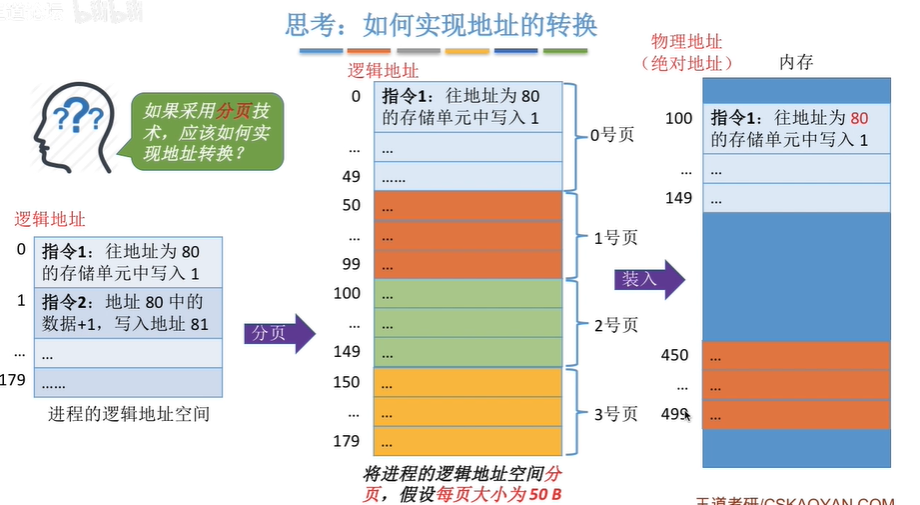 思考：如何实现地址的转换
如果采用分页技
术，应该如何实
现地址转换？
逻辑地址
0
指令1：往地址为 80
的存储单元中写入 1
1
指令2：地址 80 中的
数据+1，写入地址 81
...
...
179
......
进程的逻辑地址空间
分页
逻辑地址
0
指令1：往地址为 80
的存储单元中写入 1
...
...
49
......
0号页
50
...
...
...
99
...
1号页
100
...
...
...
149
...
2号页
150
...
...
...
179
...
3号页
将进程的逻辑地址空间分
页，假设每页大小为 50 B
装入
物理地址
（绝对地址）
内存
100
指令1：往地址为 80
的存储单元中写入 1
...
...
149
...
450
...
...
...
499
...
王道考研/CSKAOYAN.COM